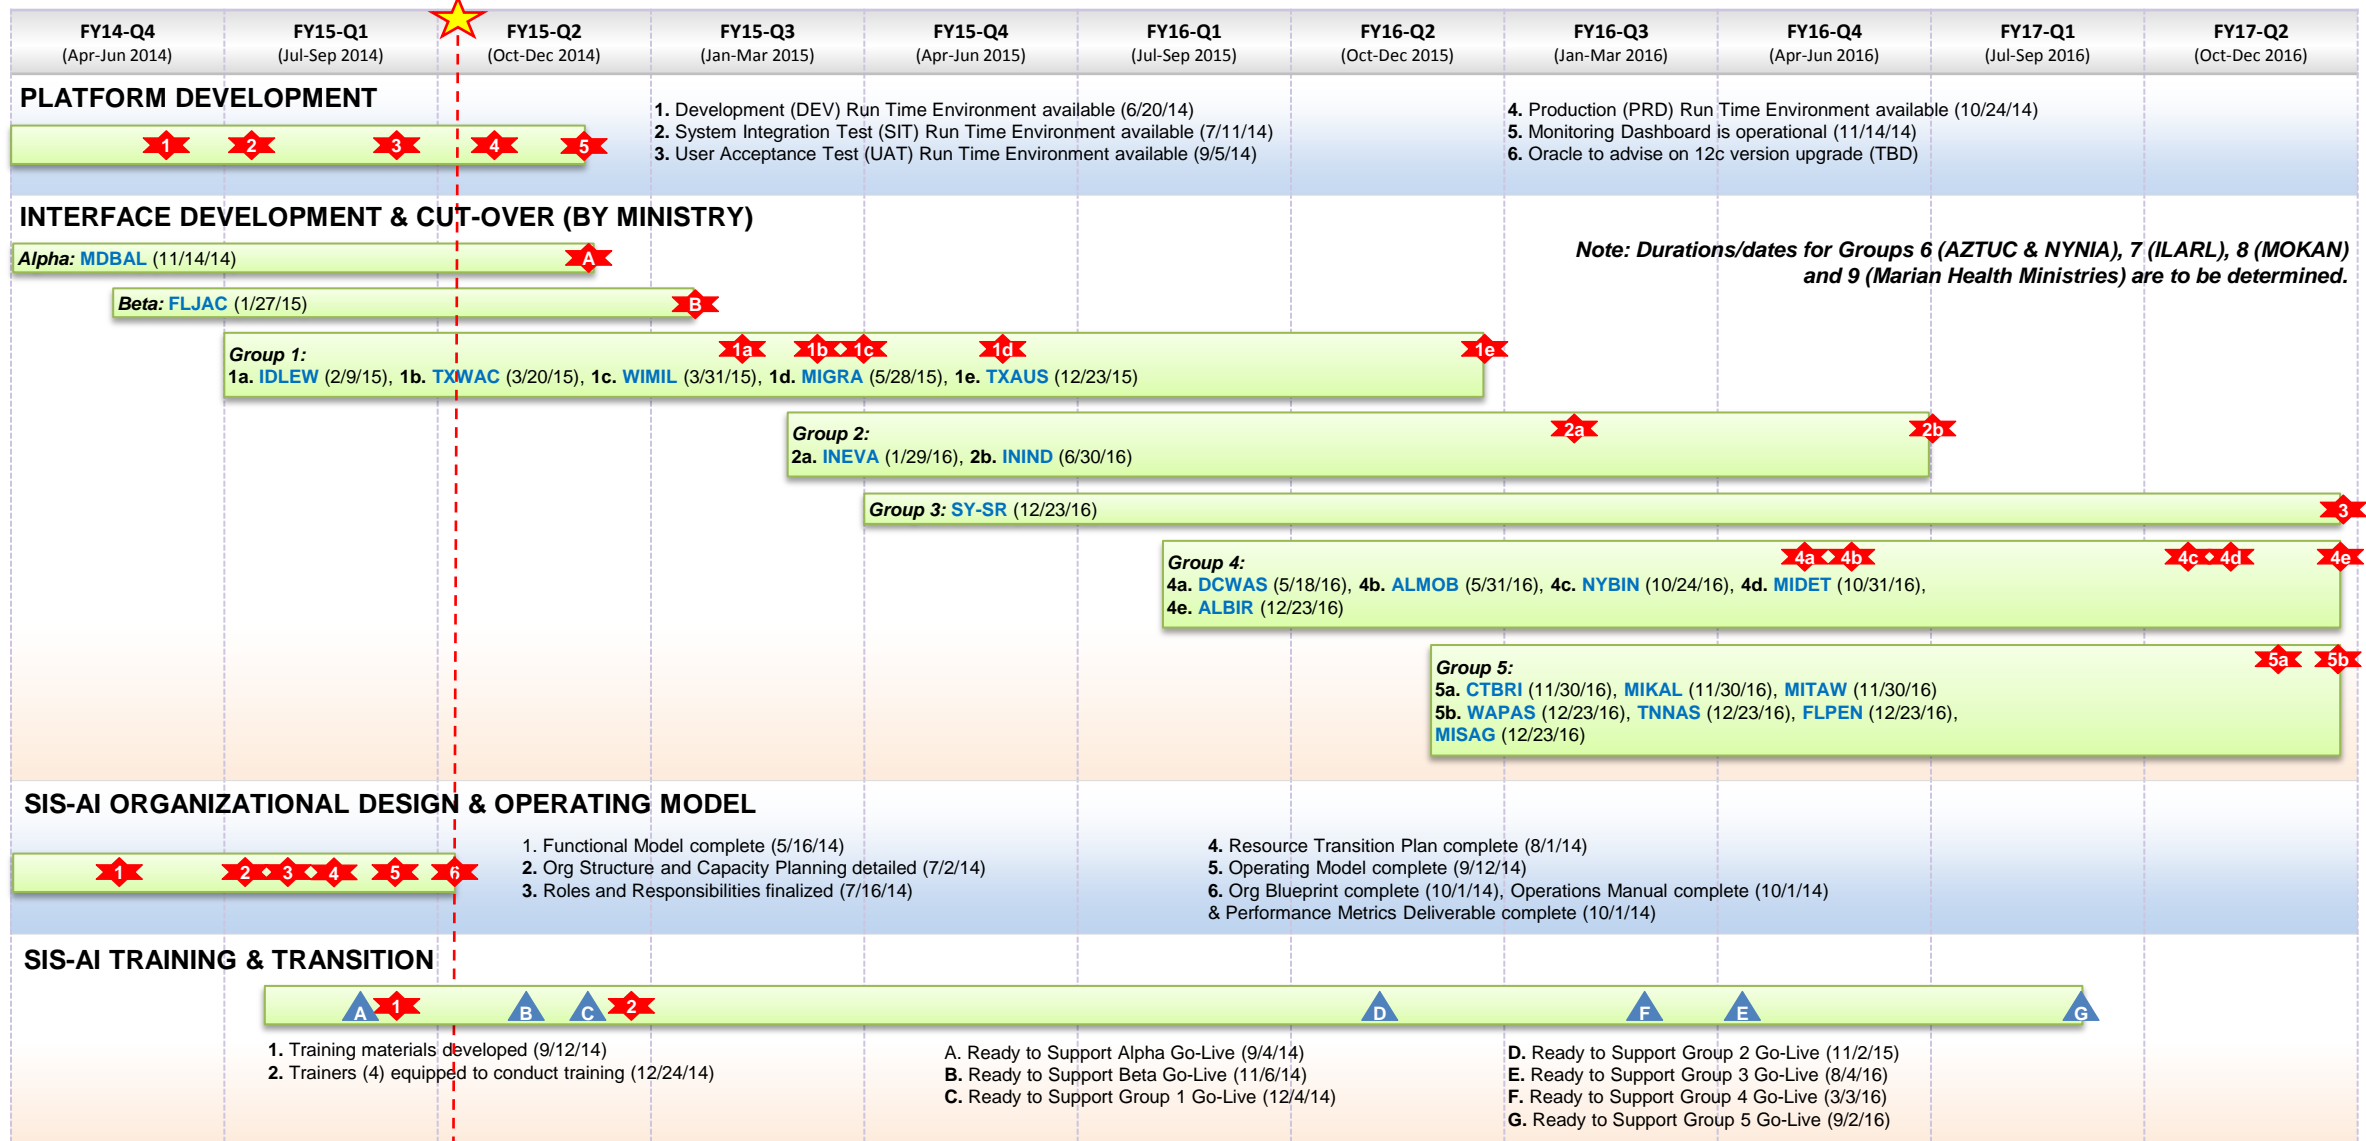 FY14-Q4 FY15-Q1 FY15-Q2 FY15-Q3 FY15-Q4 FY16-Q1 FY16-Q2 FY16-Q3 FY16-Q4 FY17-Q1 FY17-Q2
(Apr-Jun 2014) (Jul-Sep 2014) (Oct-Dec 2014) (Jan-Mar 2015) (Apr-Jun 2015) (Jul-Sep 2015) (Oct-Dec 2015) (Jan-Mar 2016) (Apr-Jun 2016) (Jul-Sep 2016) (Oct-Dec 2016)
PLATFORM DEVELOPMENT
1 2 3 4 5
1. Development (DEV) Run Time Environment available (6/20/14)
2. System Integration Test (SIT) Run Time Environment available (7/11/14)
3. User Acceptance Test (UAT) Run Time Environment available (9/5/14)
4. Production (PRD) Run Time Environment available (10/24/14)
5. Monitoring Dashboard is operational (11/14/14)
6. Oracle to advise on 12c version upgrade (TBD)
INTERFACE DEVELOPMENT & CUT-OVER (BY MINISTRY)
Note: Durations/dates for Groups 6 (AZTUC & NYNIA), 7 (ILARL), 8 (MOKAN)
and 9 (Marian Health Ministries) are to be determined.
Alpha: MDBAL (11/14/14) A
Beta: FLJAC (1/27/15) B
Group 1: 1a 1b 1c 1d 1e
1a. IDLEW (2/9/15), 1b. TXWAC (3/20/15), 1c. WIMIL (3/31/15), 1d. MIGRA (5/28/15), 1e. TXAUS (12/23/15)
Group 2: 2a 2b
2a. INEVA (1/29/16), 2b. ININD (6/30/16)
Group 3: SY-SR (12/23/16) 3
Group 4: 4a 4b 4c 4d 4e
4a. DCWAS (5/18/16), 4b. ALMOB (5/31/16), 4c. NYBIN (10/24/16), 4d. MIDET (10/31/16),
4e. ALBIR (12/23/16)
Group 5: 5a 5b
5a. CTBRI (11/30/16), MIKAL (11/30/16), MITAW (11/30/16)
5b. WAPAS (12/23/16), TNNAS (12/23/16), FLPEN (12/23/16),
MISAG (12/23/16)
SIS-AI ORGANIZATIONAL DESIGN & OPERATING MODEL
1 2 3 4 5 6
1. Functional Model complete (5/16/14)
2. Org Structure and Capacity Planning detailed (7/2/14)
3. Roles and Responsibilities finalized (7/16/14)
4. Resource Transition Plan complete (8/1/14)
5. Operating Model complete (9/12/14)
6. Org Blueprint complete (10/1/14), Operations Manual complete (10/1/14)
& Performance Metrics Deliverable complete (10/1/14)
SIS-AI TRAINING & TRANSITION
A 1 B C 2 D F E G
1. Training materials developed (9/12/14)
2. Trainers (4) equipped to conduct training (12/24/14)
A. Ready to Support Alpha Go-Live (9/4/14)
B. Ready to Support Beta Go-Live (11/6/14)
C. Ready to Support Group 1 Go-Live (12/4/14)
D. Ready to Support Group 2 Go-Live (11/2/15)
E. Ready to Support Group 3 Go-Live (8/4/16)
F. Ready to Support Group 4 Go-Live (3/3/16)
G. Ready to Support Group 5 Go-Live (9/2/16)